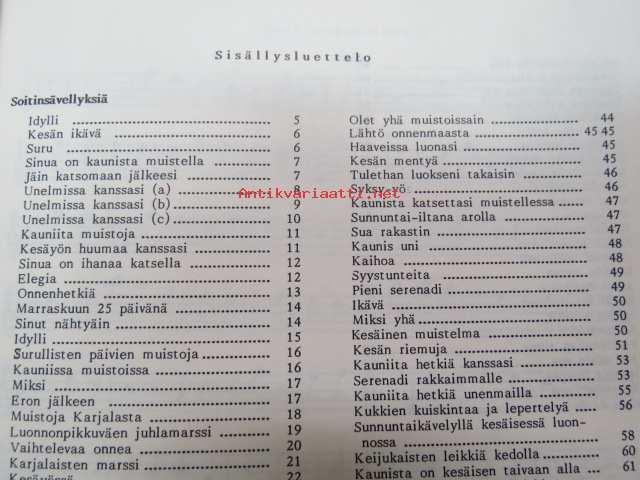 Sisällysluettelo
Soitinsävellyksiä
Idylli 5
Kesän ikävä 6
Suru 6
Sinua on kaunista muistella 7
Jäin katsomaan jälkeesi 7
Unelmissa kanssasi (a) 8
Unelmissa kanssasi (b) 9
Unelmissa kanssasi (c) 10
Kauniita muistoja 11
Kesäyön huumaa kanssasi 11
Sinua on ihanaa katsella 12
Elegia 12
Onnenhetkiä 13
Marraskuun 25 päivänä 14
Sinut nähtyäin 14
Idylli 15
Surullisten päivien muistoja 16
Kauniissa muistoissa 16
Miksi 17
Eron jälkeen 17
Muistoja Karjalasta 18
Luonnonpikkuväen juhlamarssi 19
Vaihtelevaa onnea 20
Karjalaisten marssi 21
Kesäyössä 22
Olet yhä muistoissain 44
Lähtö onnenmaasta 45 45
Haaveissa luonasi 45
Kesän mentyä 45
Tulethan luokseni takaisin 46
Syksy-yö 46
Kaunista katsettasi muistellessa 47
Sunnuntai-iltana arolla 47
Sua rakastin 47
Kaunis uni 48
Kaihoa 48
Syystunteita 49
Pieni serenadi 49
Ikävä 50
Miksi yhä 50
Kesäinen muistelma 50
Kesän riemuja 51
Kauniita hetkiä kanssasi 53
Serenadi rakkaimmalle 53
Kauniita hetkiä unenmailla 55
Kukkien kuiskintaa ja lepertelyä 56
Sunnuntaikävelyllä kesäisessä luon-
nossa 58
Keijukaisten leikkiä kedolla 60
Kaunista on kesäisen taivaan alla 61
Antikvariaatti.net